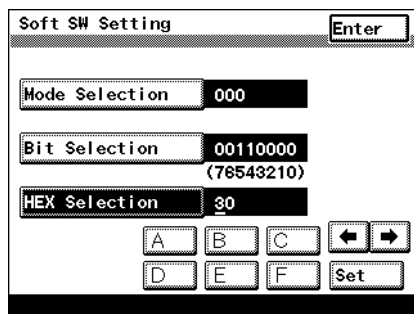 Soft SW Setting Enter
Mode Selection 000
Bit Selection 00110000
(76543210)
HEX Selection 30
A B C
D E F Set